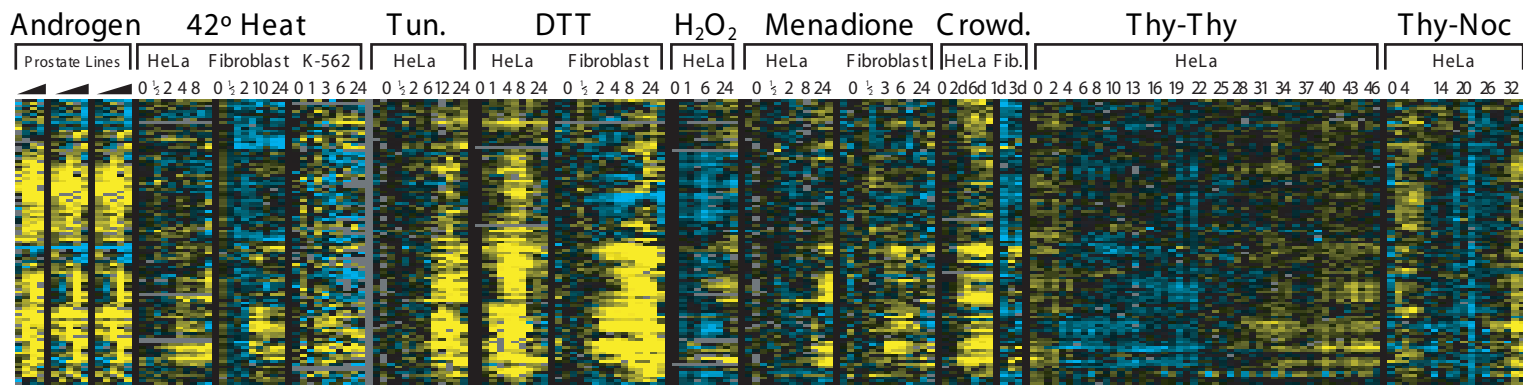 Androgen 42º Heat Tun. DTT H₂O₂ Menadione Crowd. Thy-Thy Thy-Noc
Prostate Lines HeLa Fibroblast K-562 HeLa HeLa Fibroblast HeLa HeLa Fibroblast HeLa Fib. HeLa HeLa
0 ½ 2 4 8 0 ½ 2 10 24 0 1 3 6 24 0 ½ 2 6 12 24 0 1 4 8 24 0 ½ 2 4 8 24 0 1 6 24 0 ½ 2 8 24 0 ½ 3 6 24 0 2d 6d 1d 3d 0 2 4 6 8 10 13 16 19 22 25 28 31 34 37 40 43 46 0 4 14 20 26 32